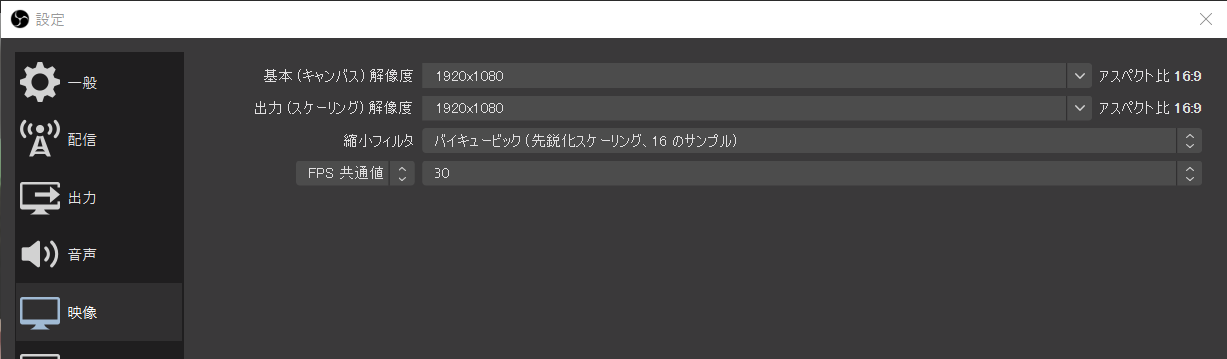 設定
一般
配信
出力
音声
映像
基本 (キャンバス) 解像度 1920x1080 アスペクト比 16:9
出力 (スケーリング) 解像度 1920x1080 アスペクト比 16:9
縮小フィルタ バイキュービック (先鋭化スケーリング、16 のサンプル)
FPS 共通値 30